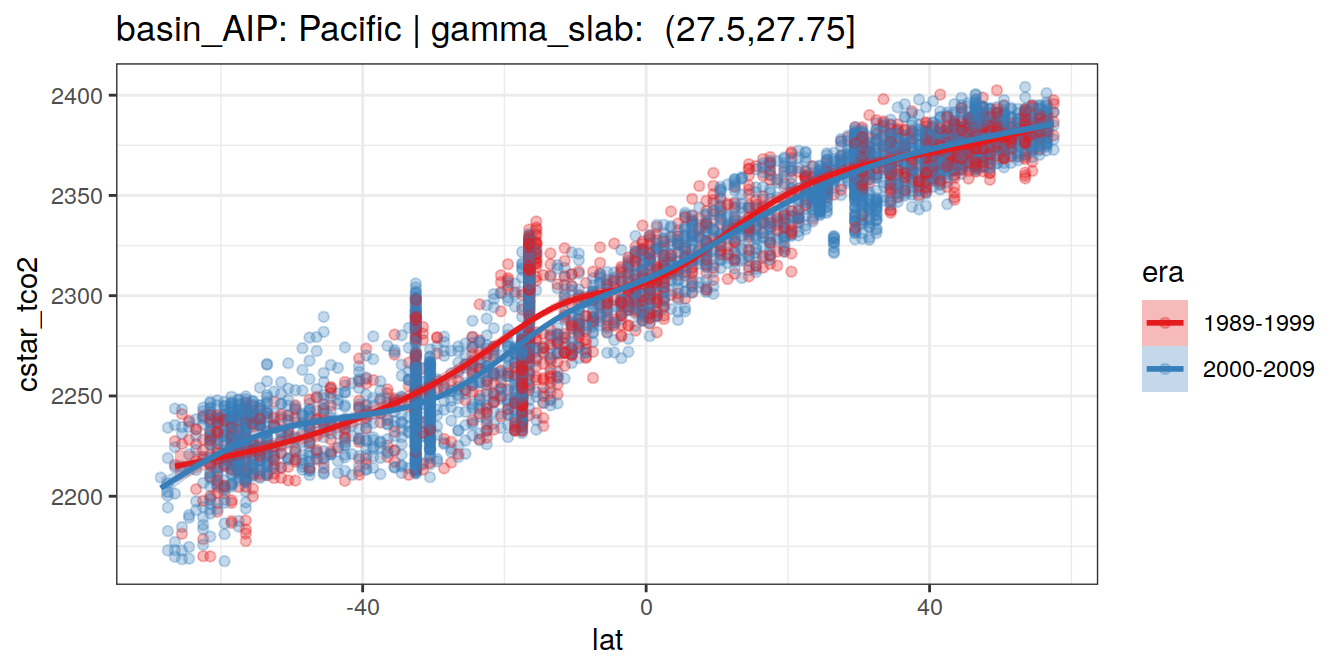 basin_AIP: Pacific | gamma_slab:  (27.5,27.75]
2400
2350
2300
2250
2200
cstar_tco2
-40
0
40
lat
era
1989-1999
2000-2009